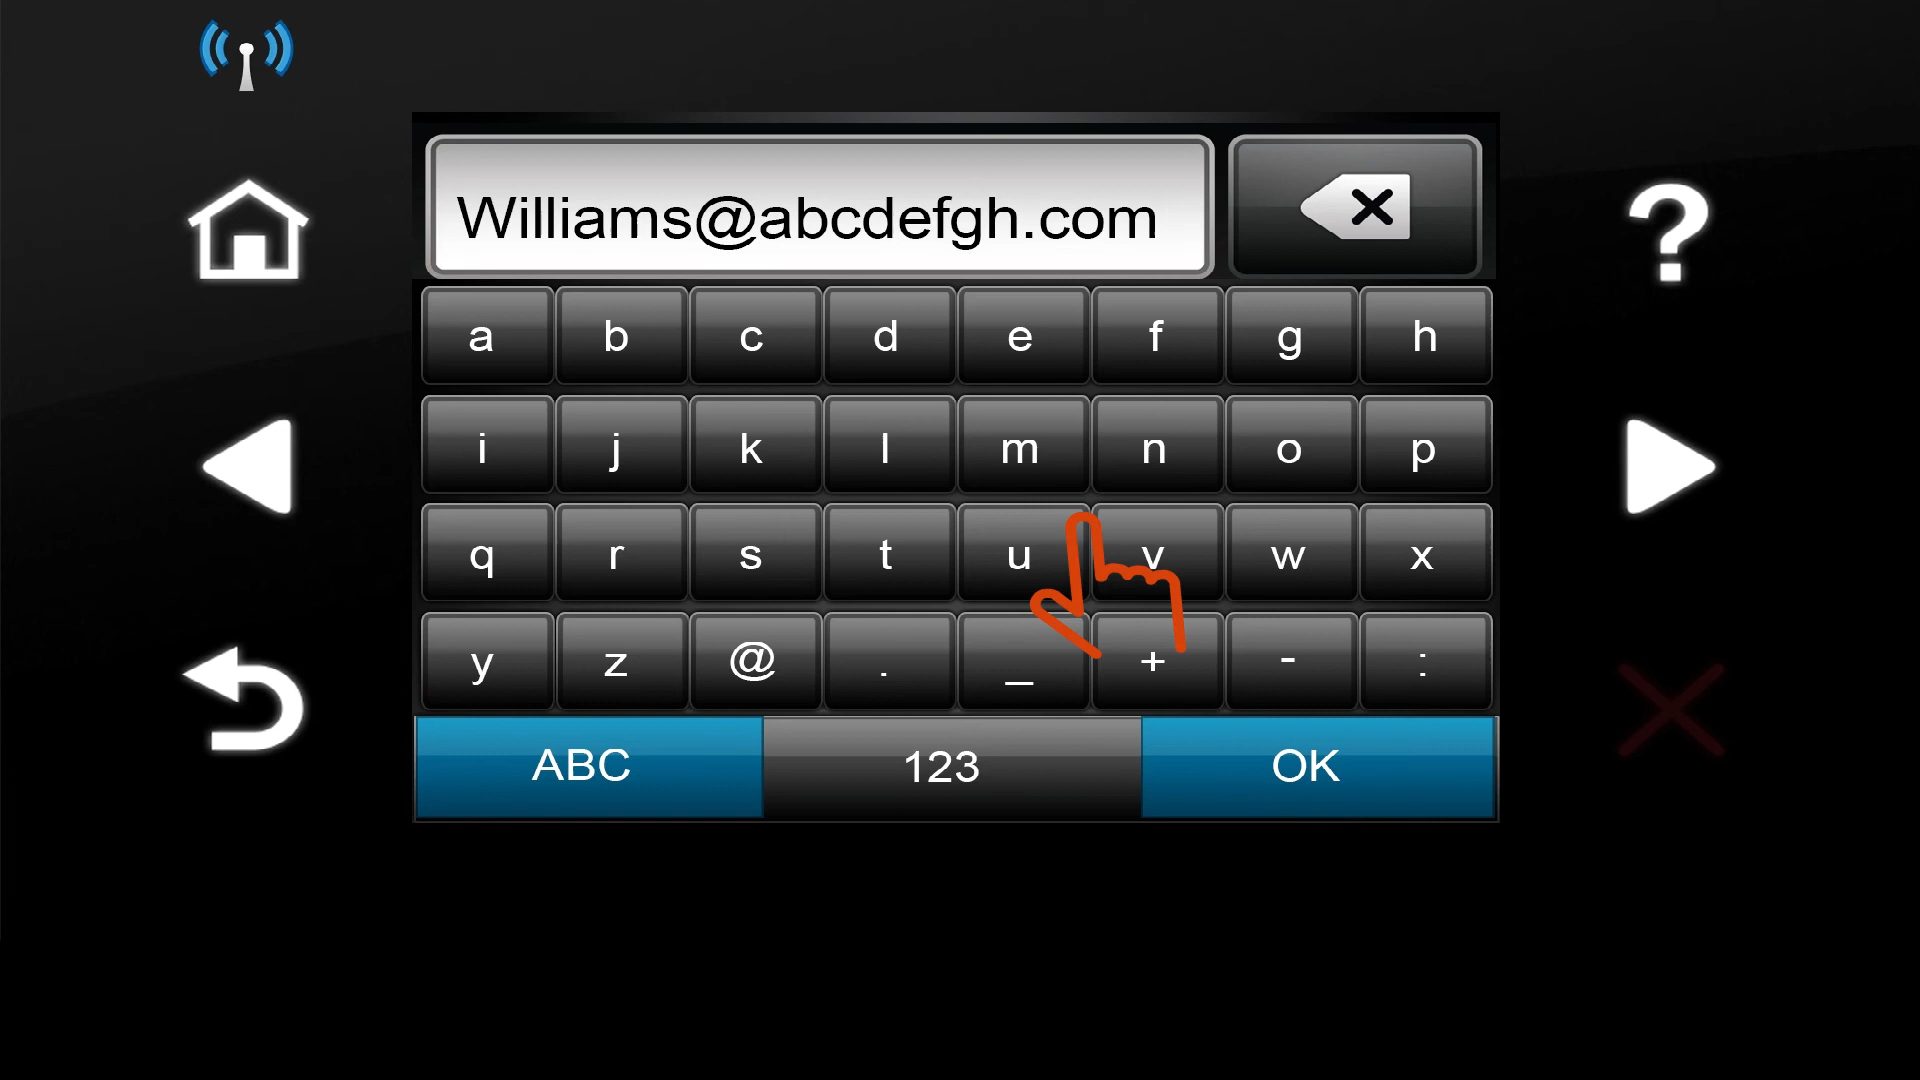 Williams@abcdefgh.com
a b c d e f g h
i j k l m n o p
q r s t u v w x
y z @ . _ + - :
ABC 123 OK